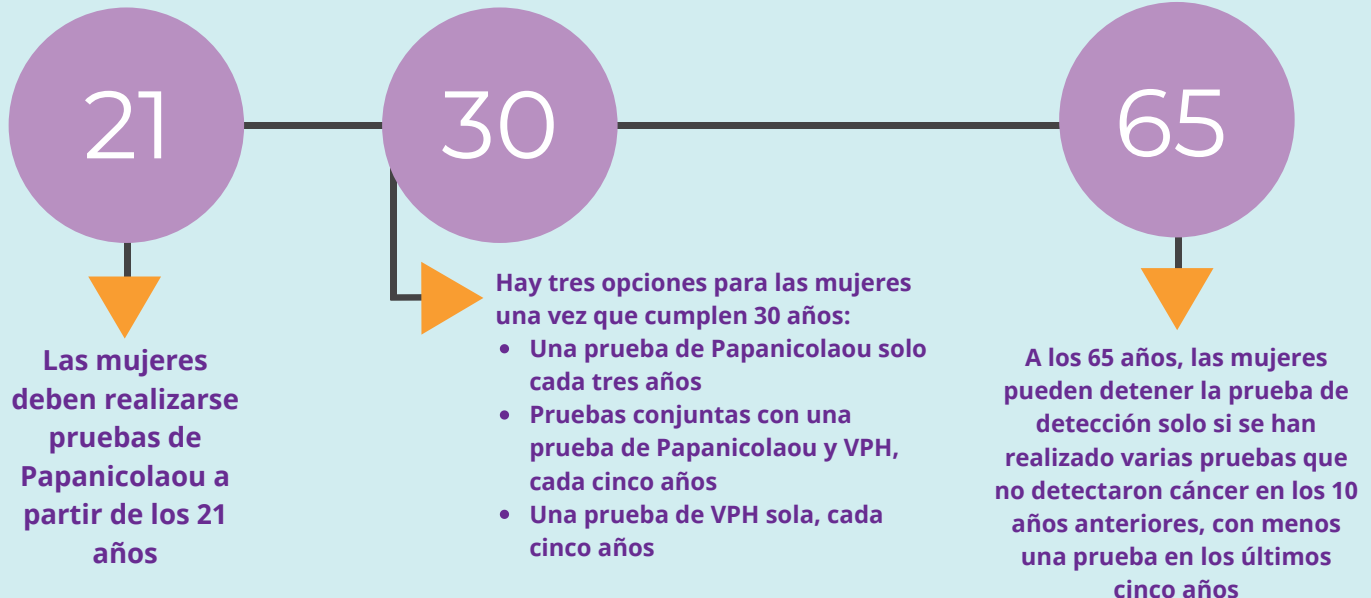 21
30
65
Las mujeres
deben realizarse
pruebas de
Papanicolaou a
partir de los 21
años
Hay tres opciones para las mujeres
una vez que cumplen 30 años:
• Una prueba de Papanicolaou solo
cada tres años
• Pruebas conjuntas con una
prueba de Papanicolaou y VPH,
cada cinco años
• Una prueba de VPH sola, cada
cinco años
A los 65 años, las mujeres
pueden detener la prueba de
detección solo si se han
realizado varias pruebas que
no detectaron cáncer en los 10
años anteriores, con menos
una prueba en los últimos
cinco años